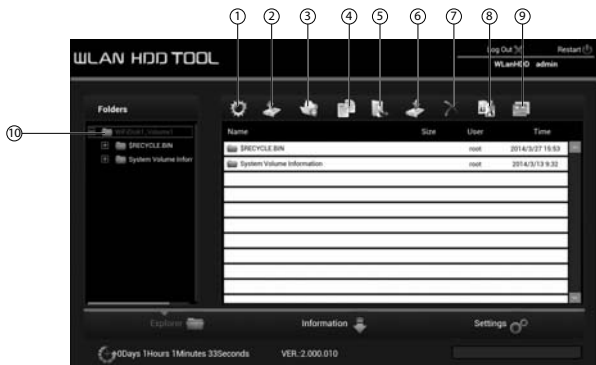 ① ② ③ ④ ⑤ ⑥ ⑦ ⑧ ⑨
WLAN HDD TOOL
Log Out Restart
WLanHDD admin
Folders
⑩
WiFiDisk1_Volume1
$RECYCLE.BIN
System Volume Infor
Name Size User Time
$RECYCLE.BIN root 2014/3/27 15:53
System Volume Information root 2014/3/13 9:32
Explorer Information Settings
0Days 1Hours 1Minutes 33Seconds VER.:2.000.010